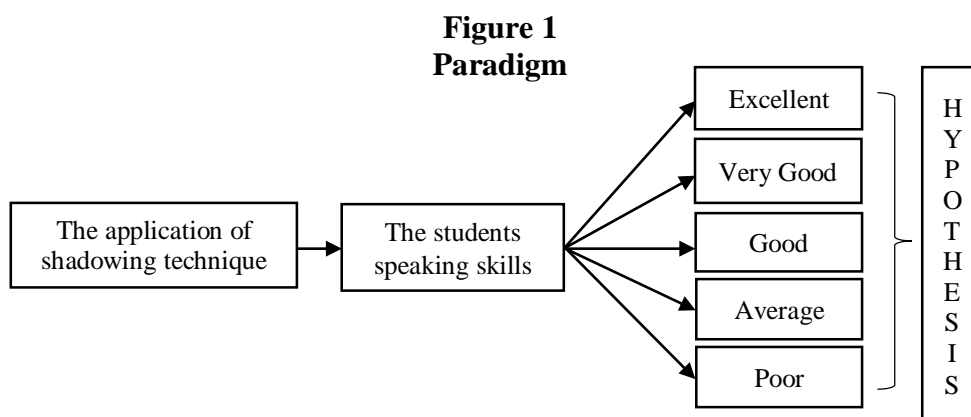 Figure 1
Paradigm
The application of
shadowing technique
The students
speaking skills
Excellent
Very Good
Good
Average
Poor
H
Y
P
O
T
H
E
S
I
S